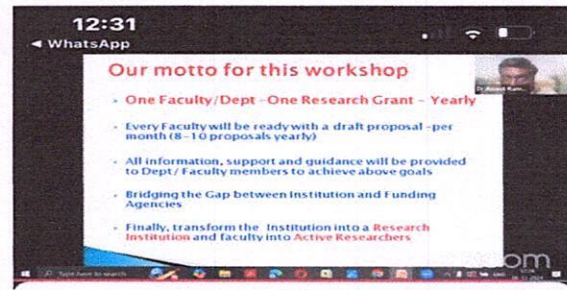 12:31
◄ WhatsApp
Our motto for this workshop
One Faculty/Dept-One Research Grant - Yearly
Every Faculty will be ready with a draft proposal -per
month (8-10 proposals yearly)
All information, support and guidance will be provided
to Dept/ Faculty members to achieve above goals
Bridging the Gap between Institution and Funding
Agencies
Finally, transform the Institution into a Research
Institution and faculty into Active Researchers
om
Type here to search